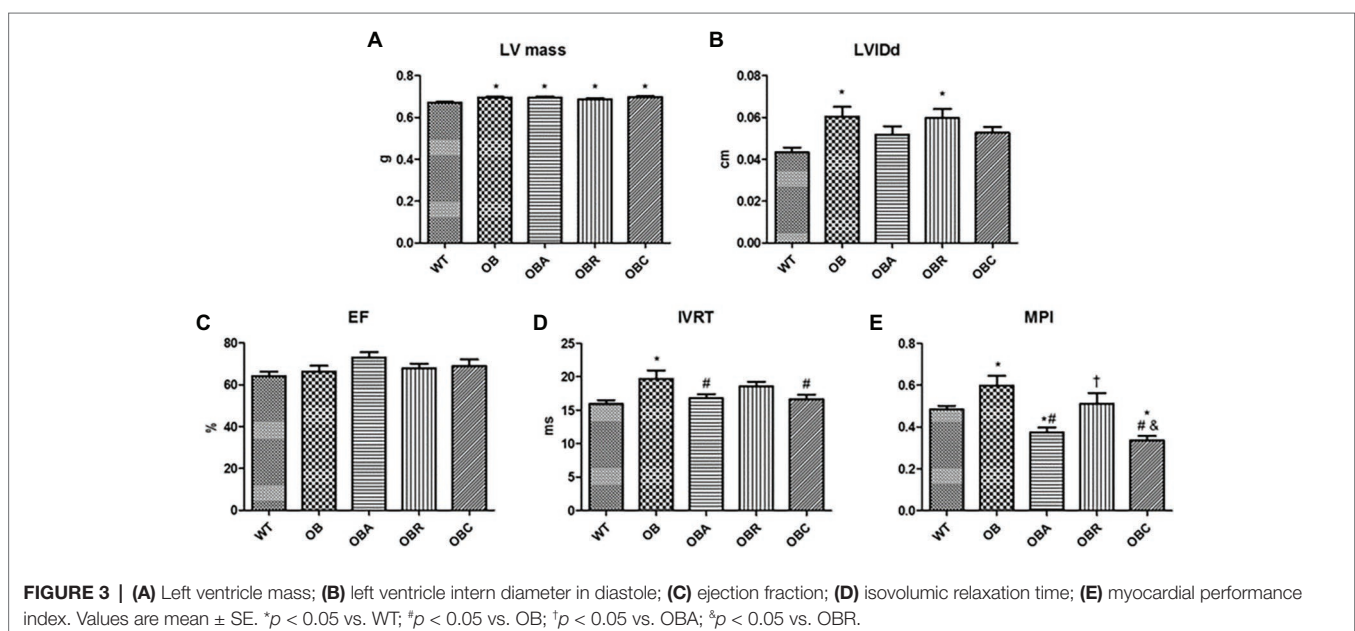 A
LV mass
0.8
0.6
0.4
0.2
0.0
g
* * * *
WT OB OBA OBR OBC
B
LVIDd
0.08
0.06
0.04
0.02
0.00
cm
* *
WT OB OBA OBR OBC
C
EF
80
60
40
20
0
%
WT OB OBA OBR OBC
D
IVRT
25
20
15
10
5
0
ms
* # #
WT OB OBA OBR OBC
E
MPI
0.8
0.6
0.4
0.2
0.0
*
*#
†
*
# &
WT OB OBA OBR OBC
FIGURE 3 | (A) Left ventricle mass; (B) left ventricle intern diameter in diastole; (C) ejection fraction; (D) isovolumic relaxation time; (E) myocardial performance
index. Values are mean ± SE. *p < 0.05 vs. WT; #p < 0.05 vs. OB; †p < 0.05 vs. OBA; &p < 0.05 vs. OBR.